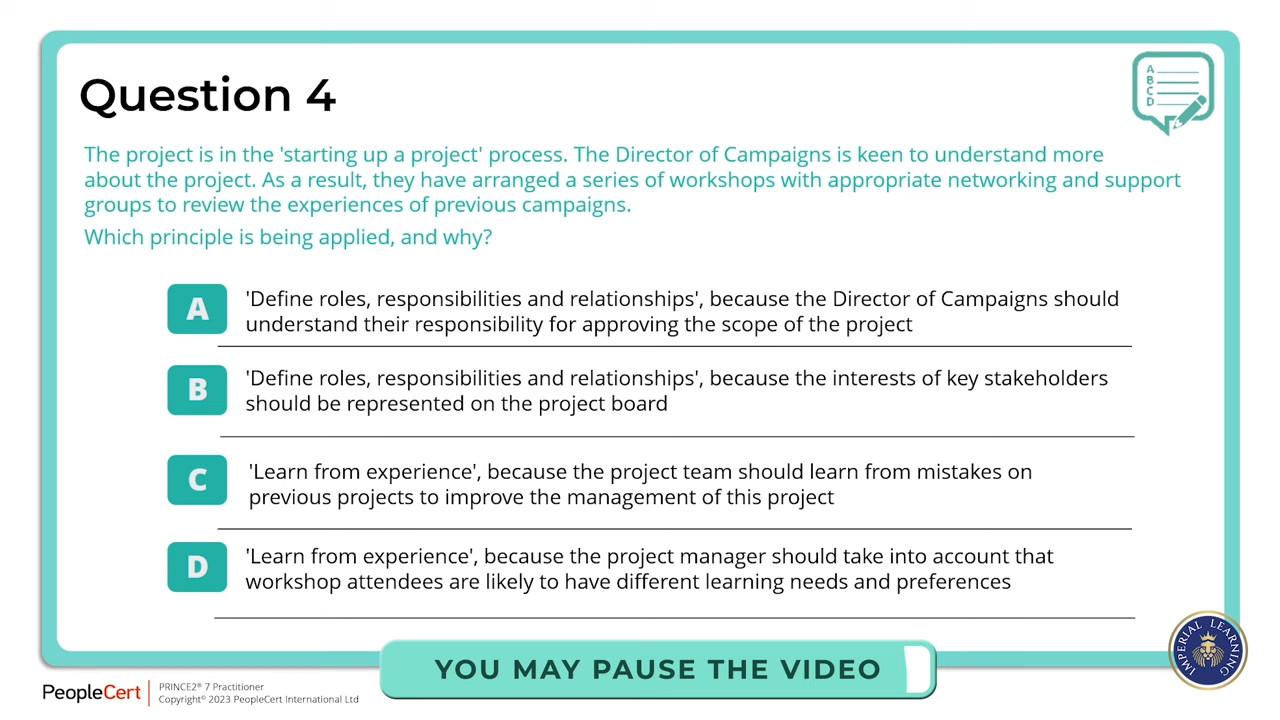 Question 4
A
B
C
D
The project is in the 'starting up a project' process. The Director of Campaigns is keen to understand more
about the project. As a result, they have arranged a series of workshops with appropriate networking and support
groups to review the experiences of previous campaigns.
Which principle is being applied, and why?
A
'Define roles, responsibilities and relationships', because the Director of Campaigns should
understand their responsibility for approving the scope of the project
B
'Define roles, responsibilities and relationships', because the interests of key stakeholders
should be represented on the project board
C
'Learn from experience', because the project team should learn from mistakes on
previous projects to improve the management of this project
D
'Learn from experience', because the project manager should take into account that
workshop attendees are likely to have different learning needs and preferences
YOU MAY PAUSE THE VIDEO
IMPERIAL LEARNING
PeopleCert
PRINCE2® 7 Practitioner
Copyright© 2023 PeopleCert International Ltd